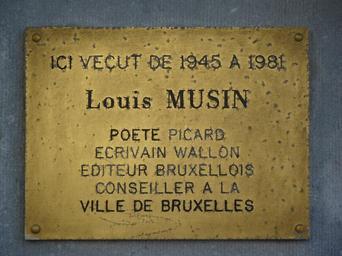 ICI VECUT DE 1945 A 1981
Louis MUSIN
POETE PICARD
ECRIVAIN WALLON
EDITEUR BRUXELLOIS
CONSEILLER A LA
VILLE DE BRUXELLES